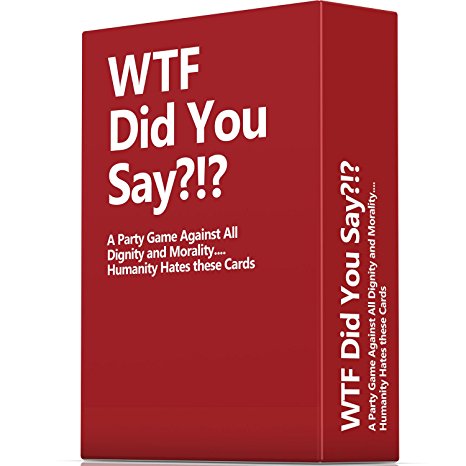 WTF
Did You
Say?!?
A Party Game Against All
Dignity and Morality....
Humanity Hates these Cards
WTF Did You Say?!?
A Party Game Against All Dignity and Morality....
Humanity Hates these Cards